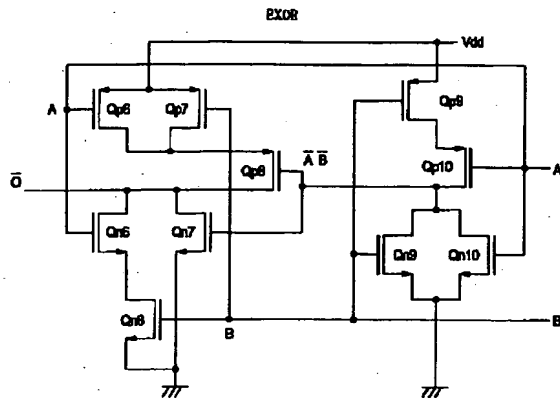 EXOR
Vdd
A
Qp6
Qp7
Qp9
Qp8
A̅ B̅
Qp10
A
O̅
Qn6
Qn7
Qn9
Qn10
Qn8
B
B